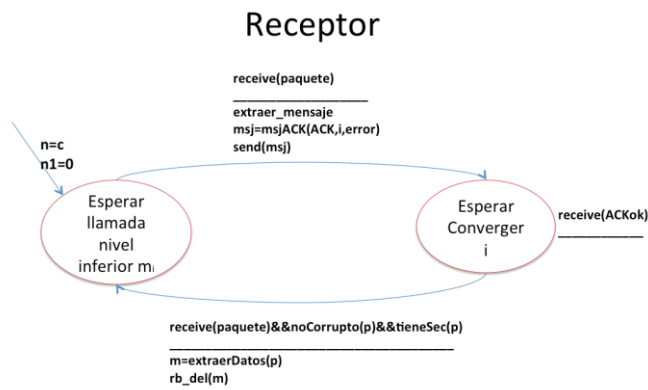 Receptor
receive(paquete)
extraer_mensaje
msj=msjACK(ACK,i,error)
send(msj)
n=c
n1=0
Esperar
llamada
nivel
inferior mᵢ
Esperar
Converger
i
receive(ACKok)
receive(paquete)&&noCorrupto(p)&&tieneSec(p)
m=extraerDatos(p)
rb_del(m)